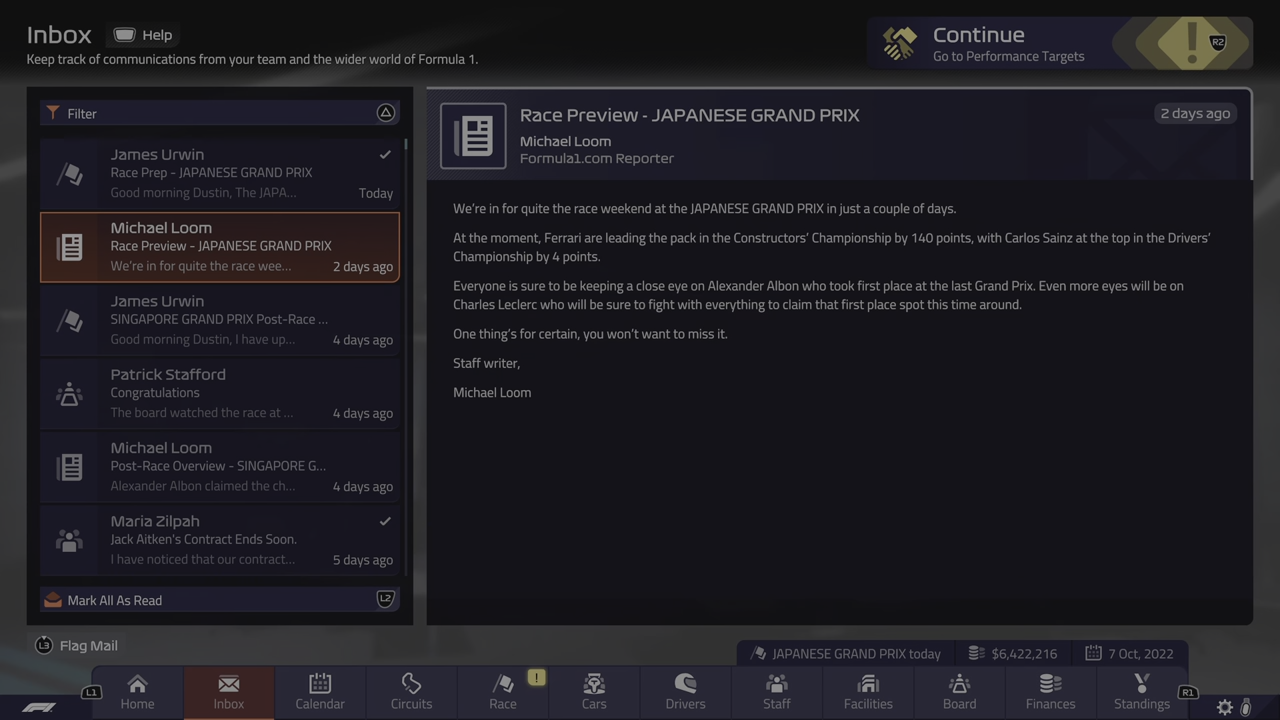 Inbox
Help
Keep track of communications from your team and the wider world of Formula 1.
Continue
Go to Performance Targets
R2
Filter
James Urwin
Race Prep - JAPANESE GRAND PRIX
Good morning Dustin, The JAPA...
Today
Michael Loom
Race Preview - JAPANESE GRAND PRIX
We're in for quite the race wee...
2 days ago
James Urwin
SINGAPORE GRAND PRIX Post-Race ...
Good morning Dustin, I have up...
4 days ago
Patrick Stafford
Congratulations
The board watched the race at ...
4 days ago
Michael Loom
Post-Race Overview - SINGAPORE G...
Alexander Albon claimed the ch...
4 days ago
Maria Zilpah
Jack Aitken's Contract Ends Soon.
I have noticed that our contract...
5 days ago
Mark All As Read
L2
Race Preview - JAPANESE GRAND PRIX
2 days ago
Michael Loom
Formula1.com Reporter
We're in for quite the race weekend at the JAPANESE GRAND PRIX in just a couple of days.
At the moment, Ferrari are leading the pack in the Constructors' Championship by 140 points, with Carlos Sainz at the top in the Drivers'
Championship by 4 points.
Everyone is sure to be keeping a close eye on Alexander Albon who took first place at the last Grand Prix. Even more eyes will be on
Charles Leclerc who will be sure to fight with everything to claim that first place spot this time around.
One thing's for certain, you won't want to miss it.
Staff writer,
Michael Loom
L3
Flag Mail
JAPANESE GRAND PRIX today
$6,422,216
7 Oct, 2022
L1
Home
Inbox
Calendar
Circuits
Race
!
Cars
Drivers
Staff
Facilities
Board
Finances
Standings
R1